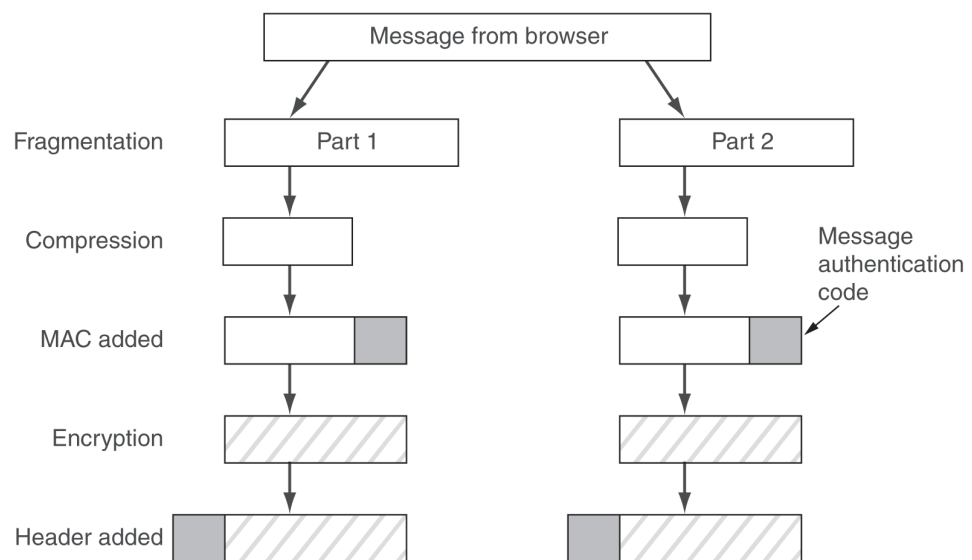 Message from browser
Fragmentation
Part 1
Part 2
Compression
Message
authentication
code
MAC added
Encryption
Header added